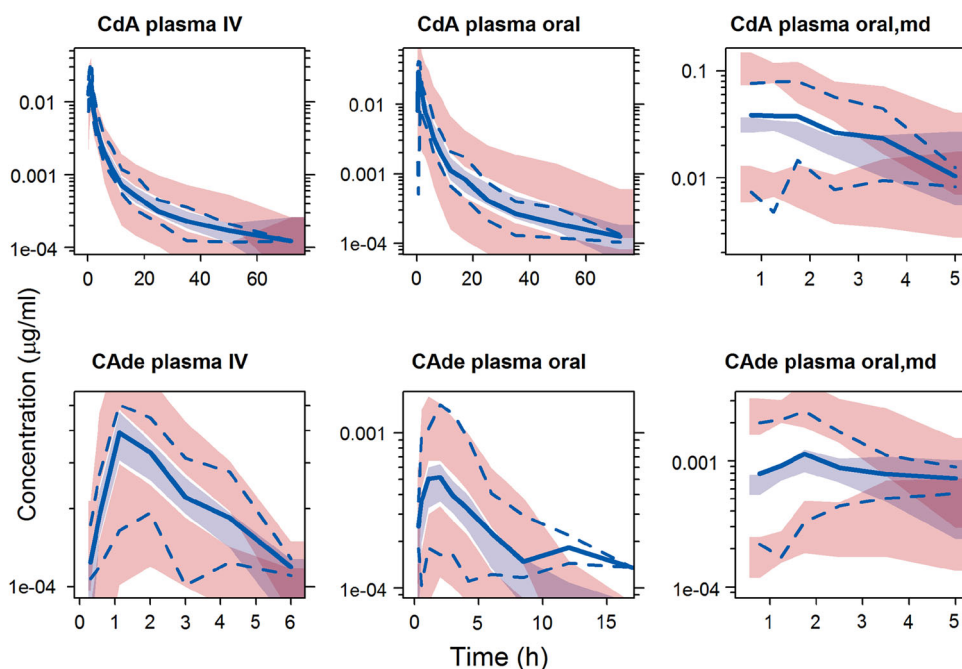 CdA plasma IV
CdA plasma oral
CdA plasma oral,md
0.01
0.001
1e-04
0 20 40 60
0.01
0.001
1e-04
0 20 40 60
0.1
0.01
1 2 3 4 5
Concentration (µg/ml)
CAde plasma IV
CAde plasma oral
CAde plasma oral,md
1e-04
0 1 2 3 4 5 6
0.001
1e-04
0 5 10 15
0.001
1e-04
1 2 3 4 5
Time (h)